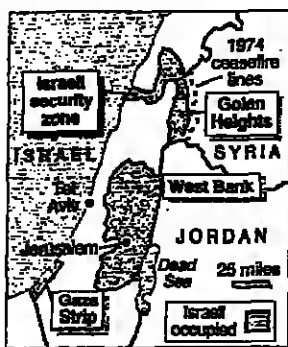 1974
ceasefire
lines
Israeli
security
zone
Golan
Heights
ISRAEL
SYRIA
Tel
Aviv
West Bank
Jerusalem
JORDAN
Dead
Sea
25 miles
Gaza
Strip
Israeli
occupied